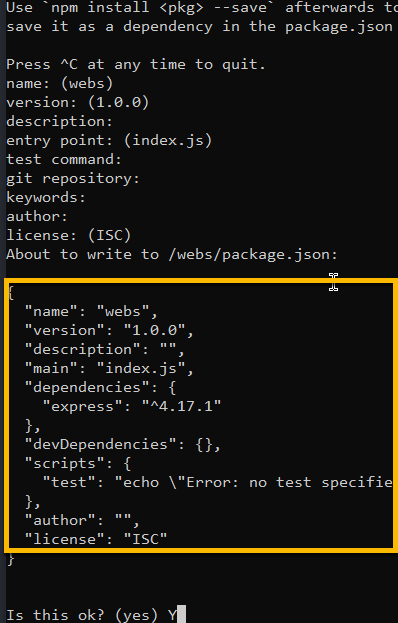 Use `npm install <pkg> --save` afterwards to
save it as a dependency in the package.json
Press ^C at any time to quit.
name: (webs)
version: (1.0.0)
description:
entry point: (index.js)
test command:
git repository:
keywords:
author:
license: (ISC)
About to write to /webs/package.json:
{
  "name": "webs",
  "version": "1.0.0",
  "description": "",
  "main": "index.js",
  "dependencies": {
    "express": "^4.17.1"
  },
  "devDependencies": {},
  "scripts": {
    "test": "echo \"Error: no test specifie
  },
  "author": "",
  "license": "ISC"
}
Is this ok? (yes) Y